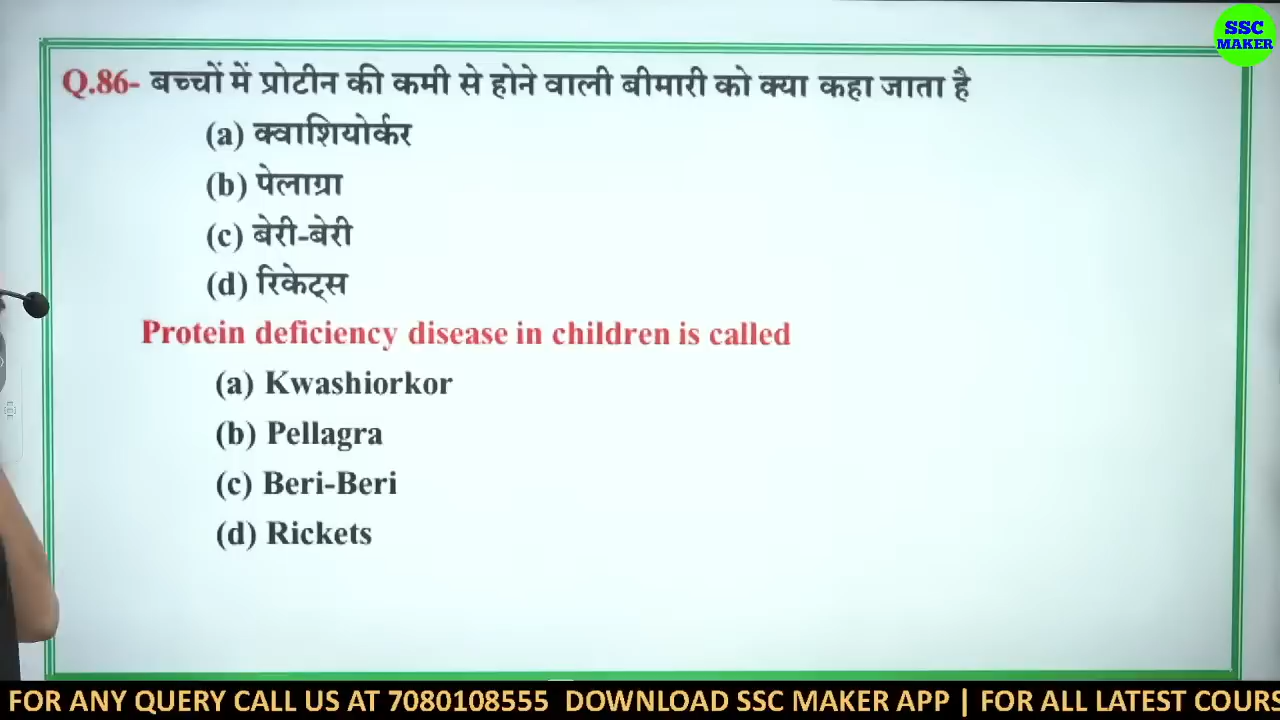 SSC
MAKER
Q.86- बच्चों में प्रोटीन की कमी से होने वाली बीमारी को क्या कहा जाता है
(a) क्वाशियोर्कर
(b) पेलाग्रा
(c) बेरी-बेरी
(d) रिकेट्स
Protein deficiency disease in children is called
(a) Kwashiorkor
(b) Pellagra
(c) Beri-Beri
(d) Rickets
FOR ANY QUERY CALL US AT 7080108555 DOWNLOAD SSC MAKER APP | FOR ALL LATEST COURS